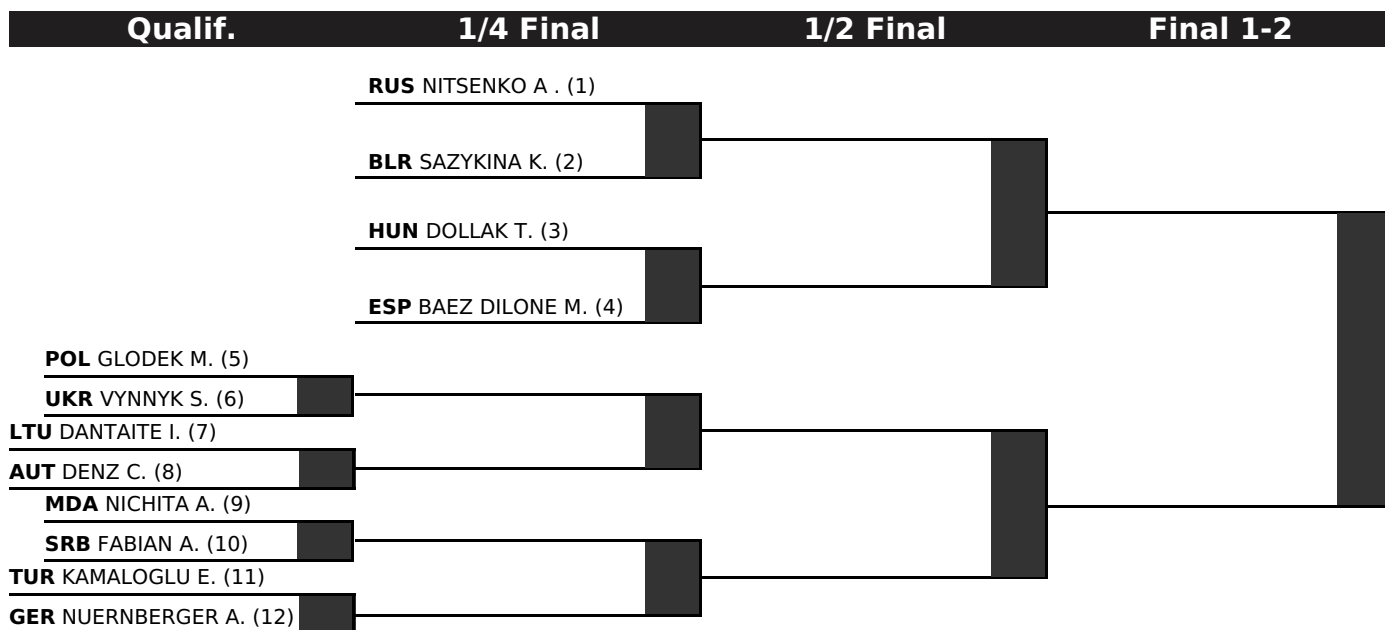 Qualif. 1/4 Final 1/2 Final Final 1-2
RUS NITSENKO A . (1)
BLR SAZYKINA K. (2)
HUN DOLLAK T. (3)
ESP BAEZ DILONE M. (4)
POL GLODEK M. (5)
UKR VYNNYK S. (6)
LTU DANTAITE I. (7)
AUT DENZ C. (8)
MDA NICHITA A. (9)
SRB FABIAN A. (10)
TUR KAMALOGLU E. (11)
GER NUERNBERGER A. (12)